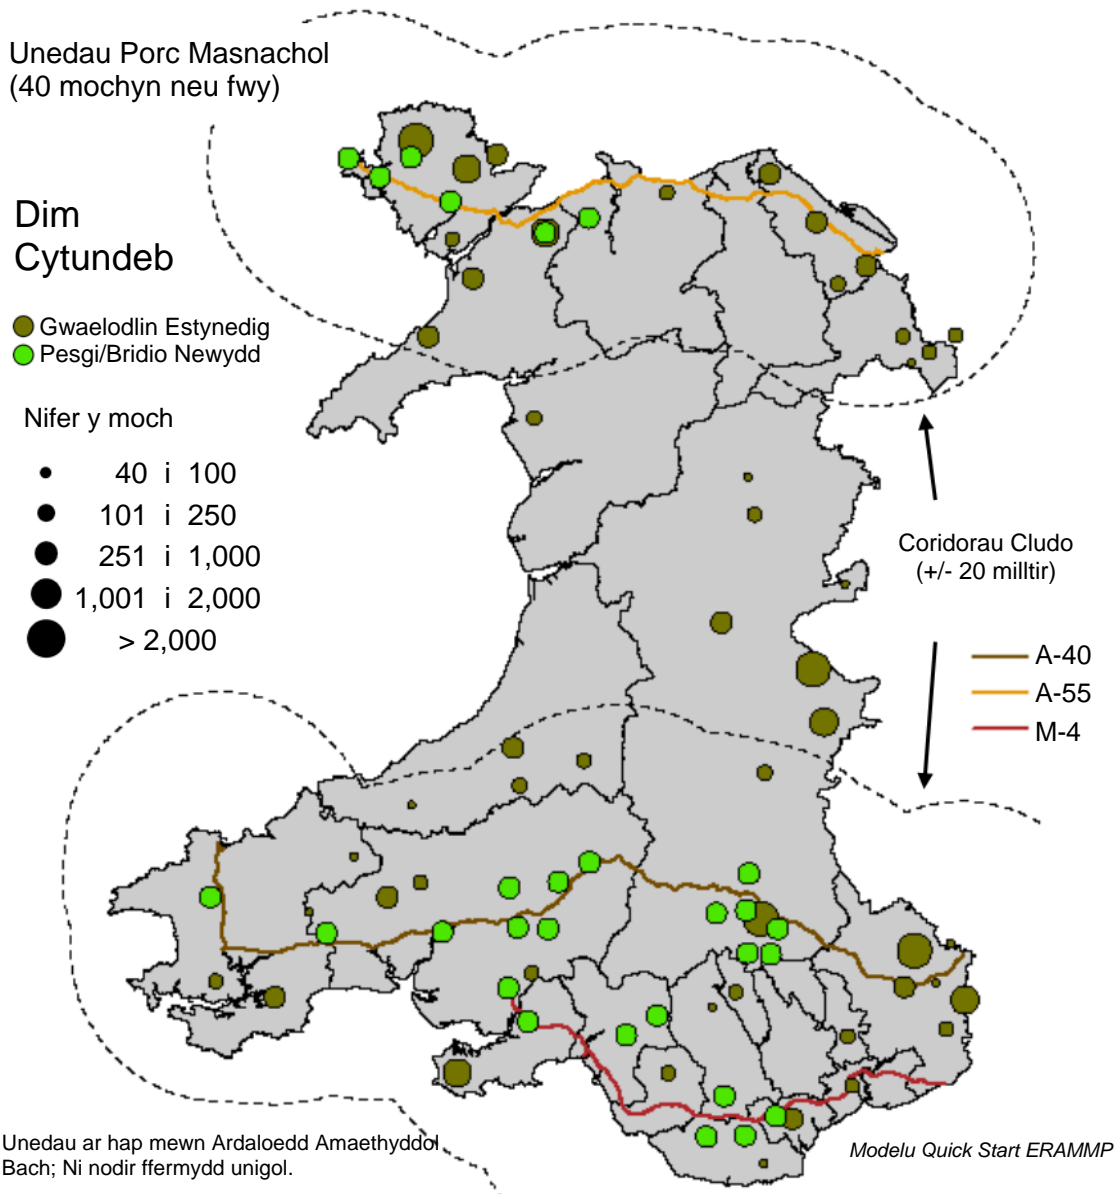 Unedau Porc Masnachol
(40 mochyn neu fwy)
Dim
Cytundeb
Gwaelodlin Estynedig
Pesgi/Bridio Newydd
Nifer y moch
40 i 100
101 i 250
251 i 1,000
1,001 i 2,000
> 2,000
Coridorau Cludo
(+/- 20 milltir)
A-40
A-55
M-4
Unedau ar hap mewn Ardaloedd Amaethyddol
Bach; Ni nodir ffermydd unigol.
Modelu Quick Start ERAMMP